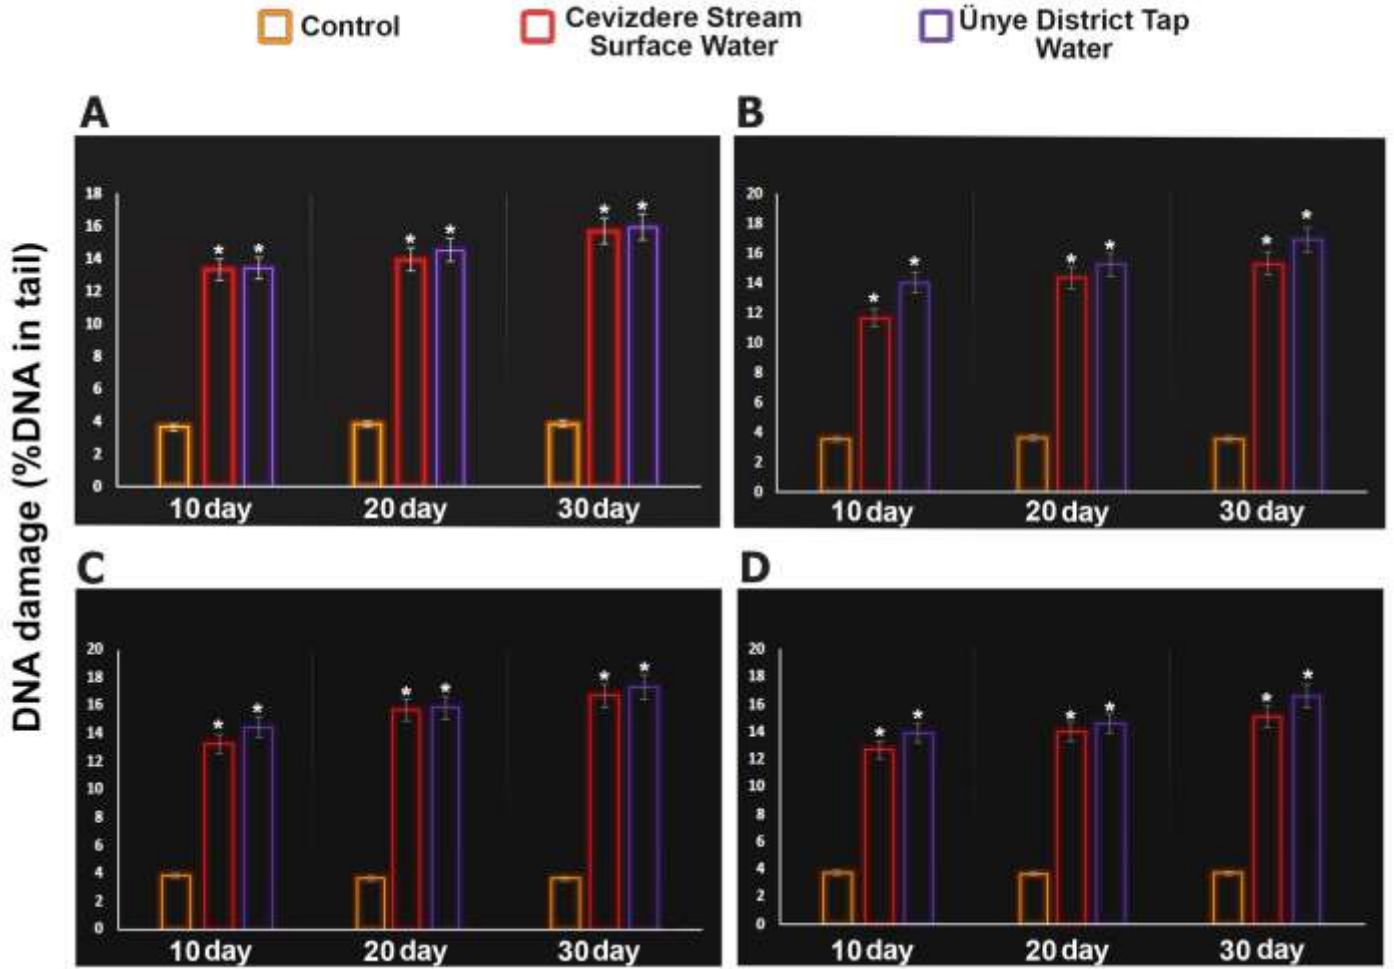 Control
Cevizdere Stream
Surface Water
Ünye District Tap
Water
DNA damage (%DNA in tail)
A
18
16
14
12
10
8
6
4
2
0
* * * * * *
10 day 20 day 30 day
B
20
18
16
14
12
10
8
6
4
2
0
* * * * * *
10 day 20 day 30 day
C
20
18
16
14
12
10
8
6
4
2
0
* * * * * *
10 day 20 day 30 day
D
20
18
16
14
12
10
8
6
4
2
0
* * * * * *
10 day 20 day 30 day